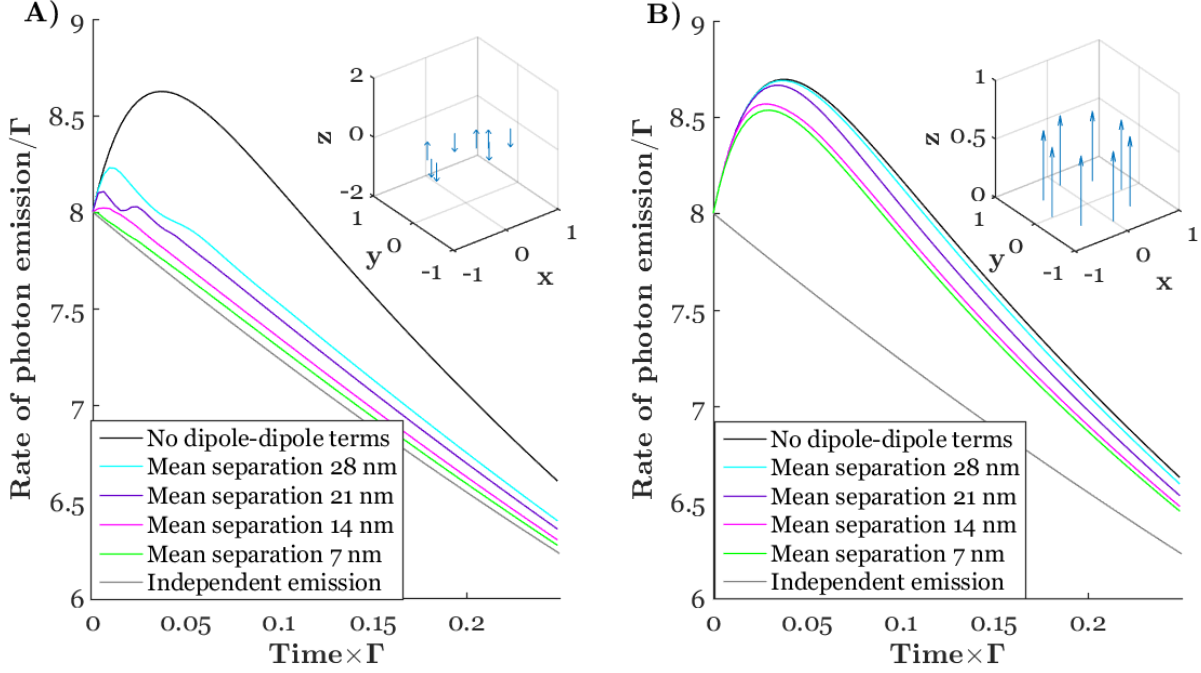 A)
Rate of photon emission/Γ
9
8.5
8
7.5
7
6.5
6
0
0.05
0.1
0.15
0.2
Time×Γ
z
2
0
-2
1
y
0
-1
-1
0
x
1
No dipole-dipole terms
Mean separation 28 nm
Mean separation 21 nm
Mean separation 14 nm
Mean separation 7 nm
Independent emission
B)
Rate of photon emission/Γ
9
8.5
8
7.5
7
6.5
6
0
0.05
0.1
0.15
0.2
Time×Γ
z
1
0.5
0
1
y
0
-1
-1
0
x
1
No dipole-dipole terms
Mean separation 28 nm
Mean separation 21 nm
Mean separation 14 nm
Mean separation 7 nm
Independent emission